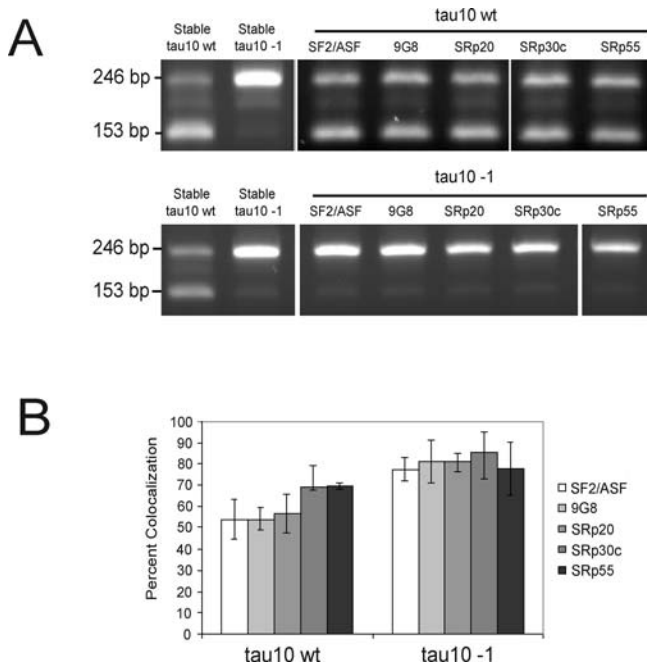 A
tau10 wt
Stable tau10 wt
Stable tau10 -1
SF2/ASF 9G8 SRp20 SRp30c SRp55
246 bp
153 bp
tau10 -1
Stable tau10 wt
Stable tau10 -1
SF2/ASF 9G8 SRp20 SRp30c SRp55
246 bp
153 bp
B
Percent Colocalization
100
90
80
70
60
50
40
30
20
10
0
tau10 wt
tau10 -1
SF2/ASF
9G8
SRp20
SRp30c
SRp55